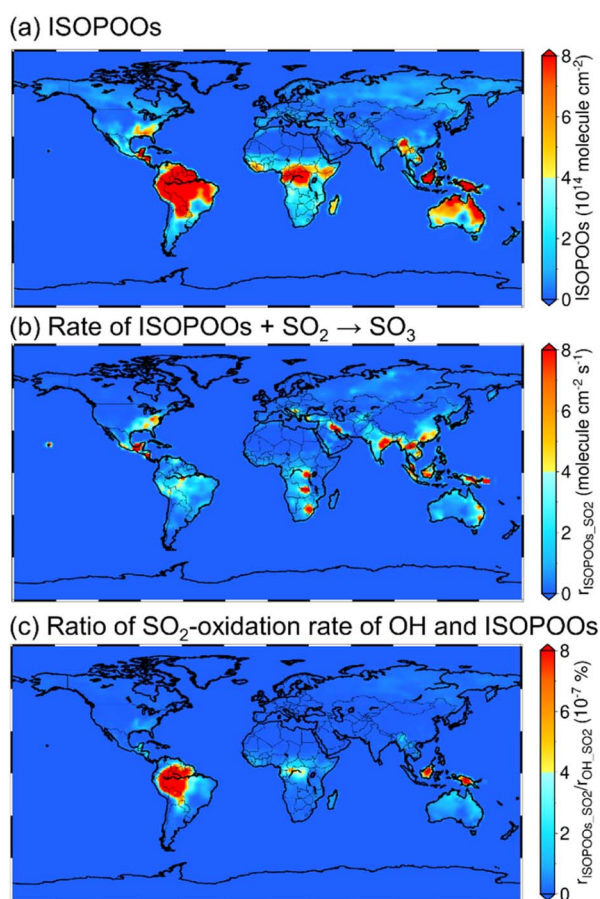 (a) ISOPOOs
8
6
4
2
0
ISOPOOs (10¹⁴ molecule cm⁻²)
(b) Rate of ISOPOOs + SO₂ → SO₃
8
6
4
2
0
r_ISOPOOs_SO2 (molecule cm⁻² s⁻¹)
(c) Ratio of SO₂-oxidation rate of OH and ISOPOOs
8
6
4
2
0
r_ISOPOOs_SO2/r_OH_SO2 (10⁻⁷ %)